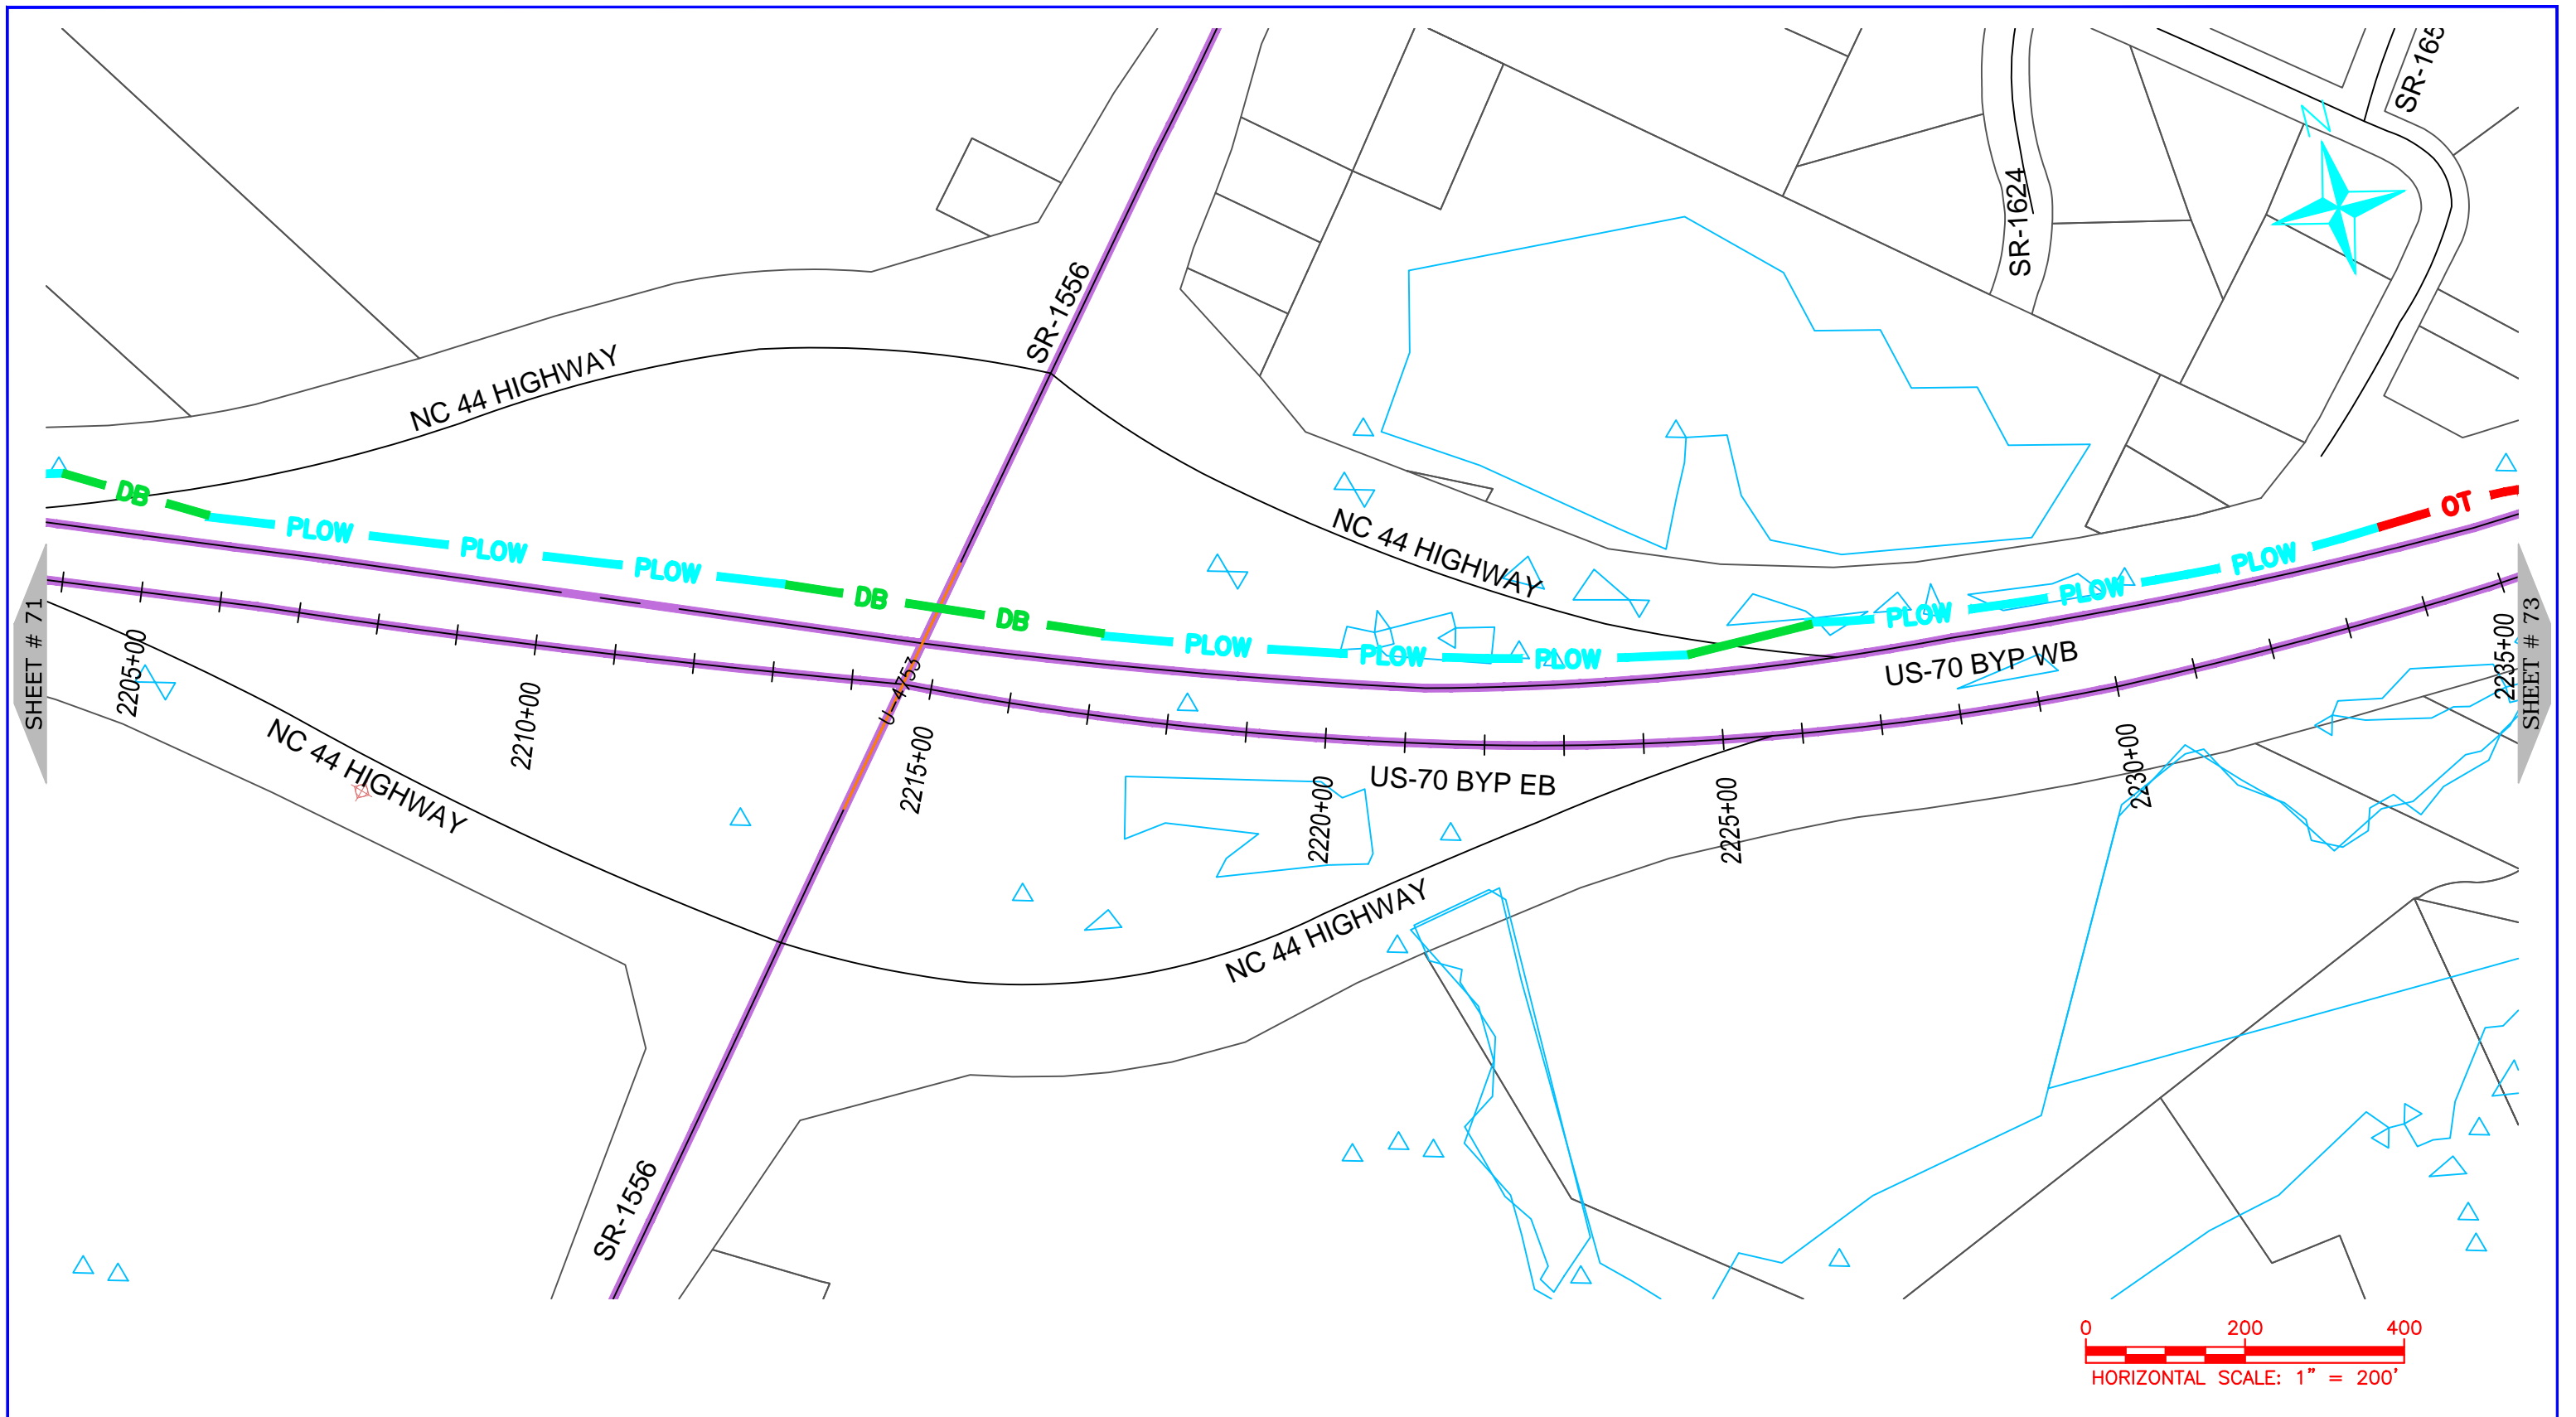 SR-165
N
SR-1624
SR-1556
NC 44 HIGHWAY
DB
PLOW
PLOW
PLOW
DB
DB
PLOW
PLOW
PLOW
PLOW
PLOW
PLOW
OT
NC 44 HIGHWAY
SHEET # 71
SHEET # 73
US-70 BYP WB
U-4753
2205+00
2210+00
2215+00
2220+00
2225+00
2230+00
2235+00
NC 44 HIGHWAY
US-70 BYP EB
NC 44 HIGHWAY
SR-1556
0 200 400
HORIZONTAL SCALE: 1" = 200'